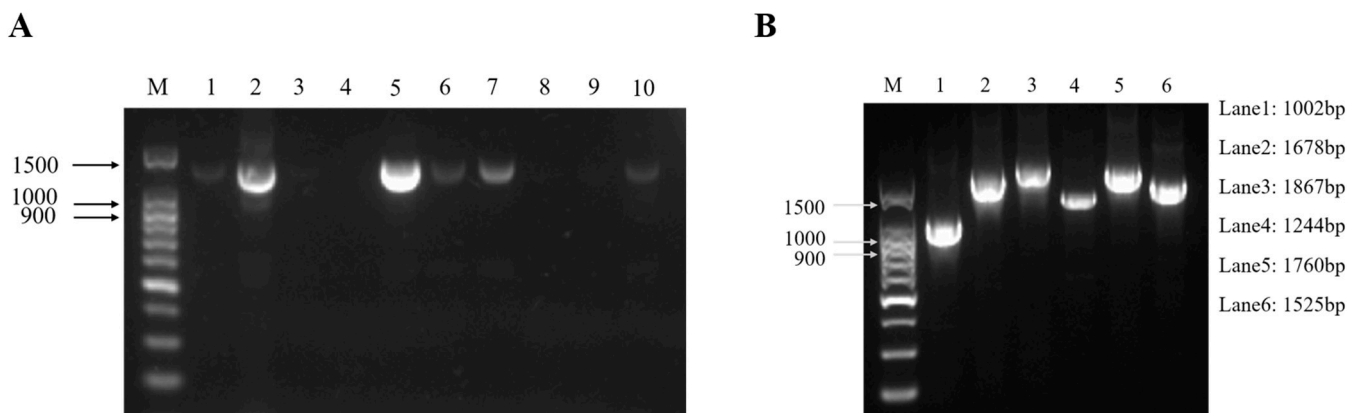 A
M 1 2 3 4 5 6 7 8 9 10
1500
1000
900
B
M 1 2 3 4 5 6
1500
1000
900
Lane1: 1002bp
Lane2: 1678bp
Lane3: 1867bp
Lane4: 1244bp
Lane5: 1760bp
Lane6: 1525bp